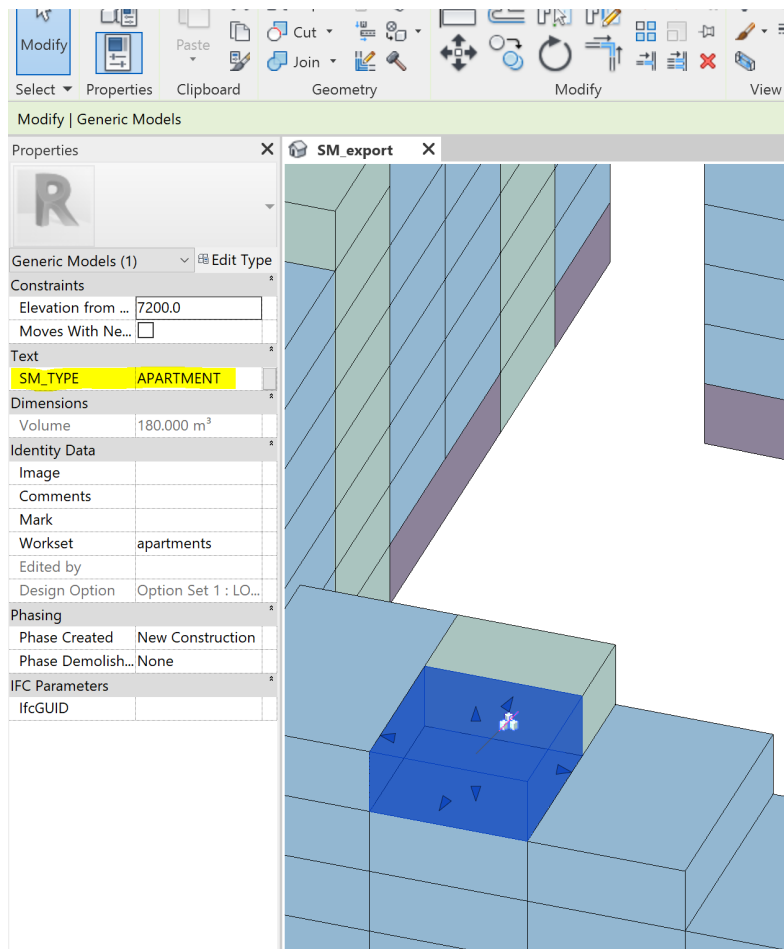 Cut
Modify
Paste
Join
Select Properties Clipboard Geometry Modify View
Modify | Generic Models
Properties
SM_export
R
Generic Models (1) Edit Type
Constraints
Elevation from ... 7200.0
Moves With Ne...
Text
SM_TYPE APARTMENT
Dimensions
Volume 180.000 m³
Identity Data
Image
Comments
Mark
Workset apartments
Edited by
Design Option Option Set 1 : LO...
Phasing
Phase Created New Construction
Phase Demolish... None
IFC Parameters
IfcGUID